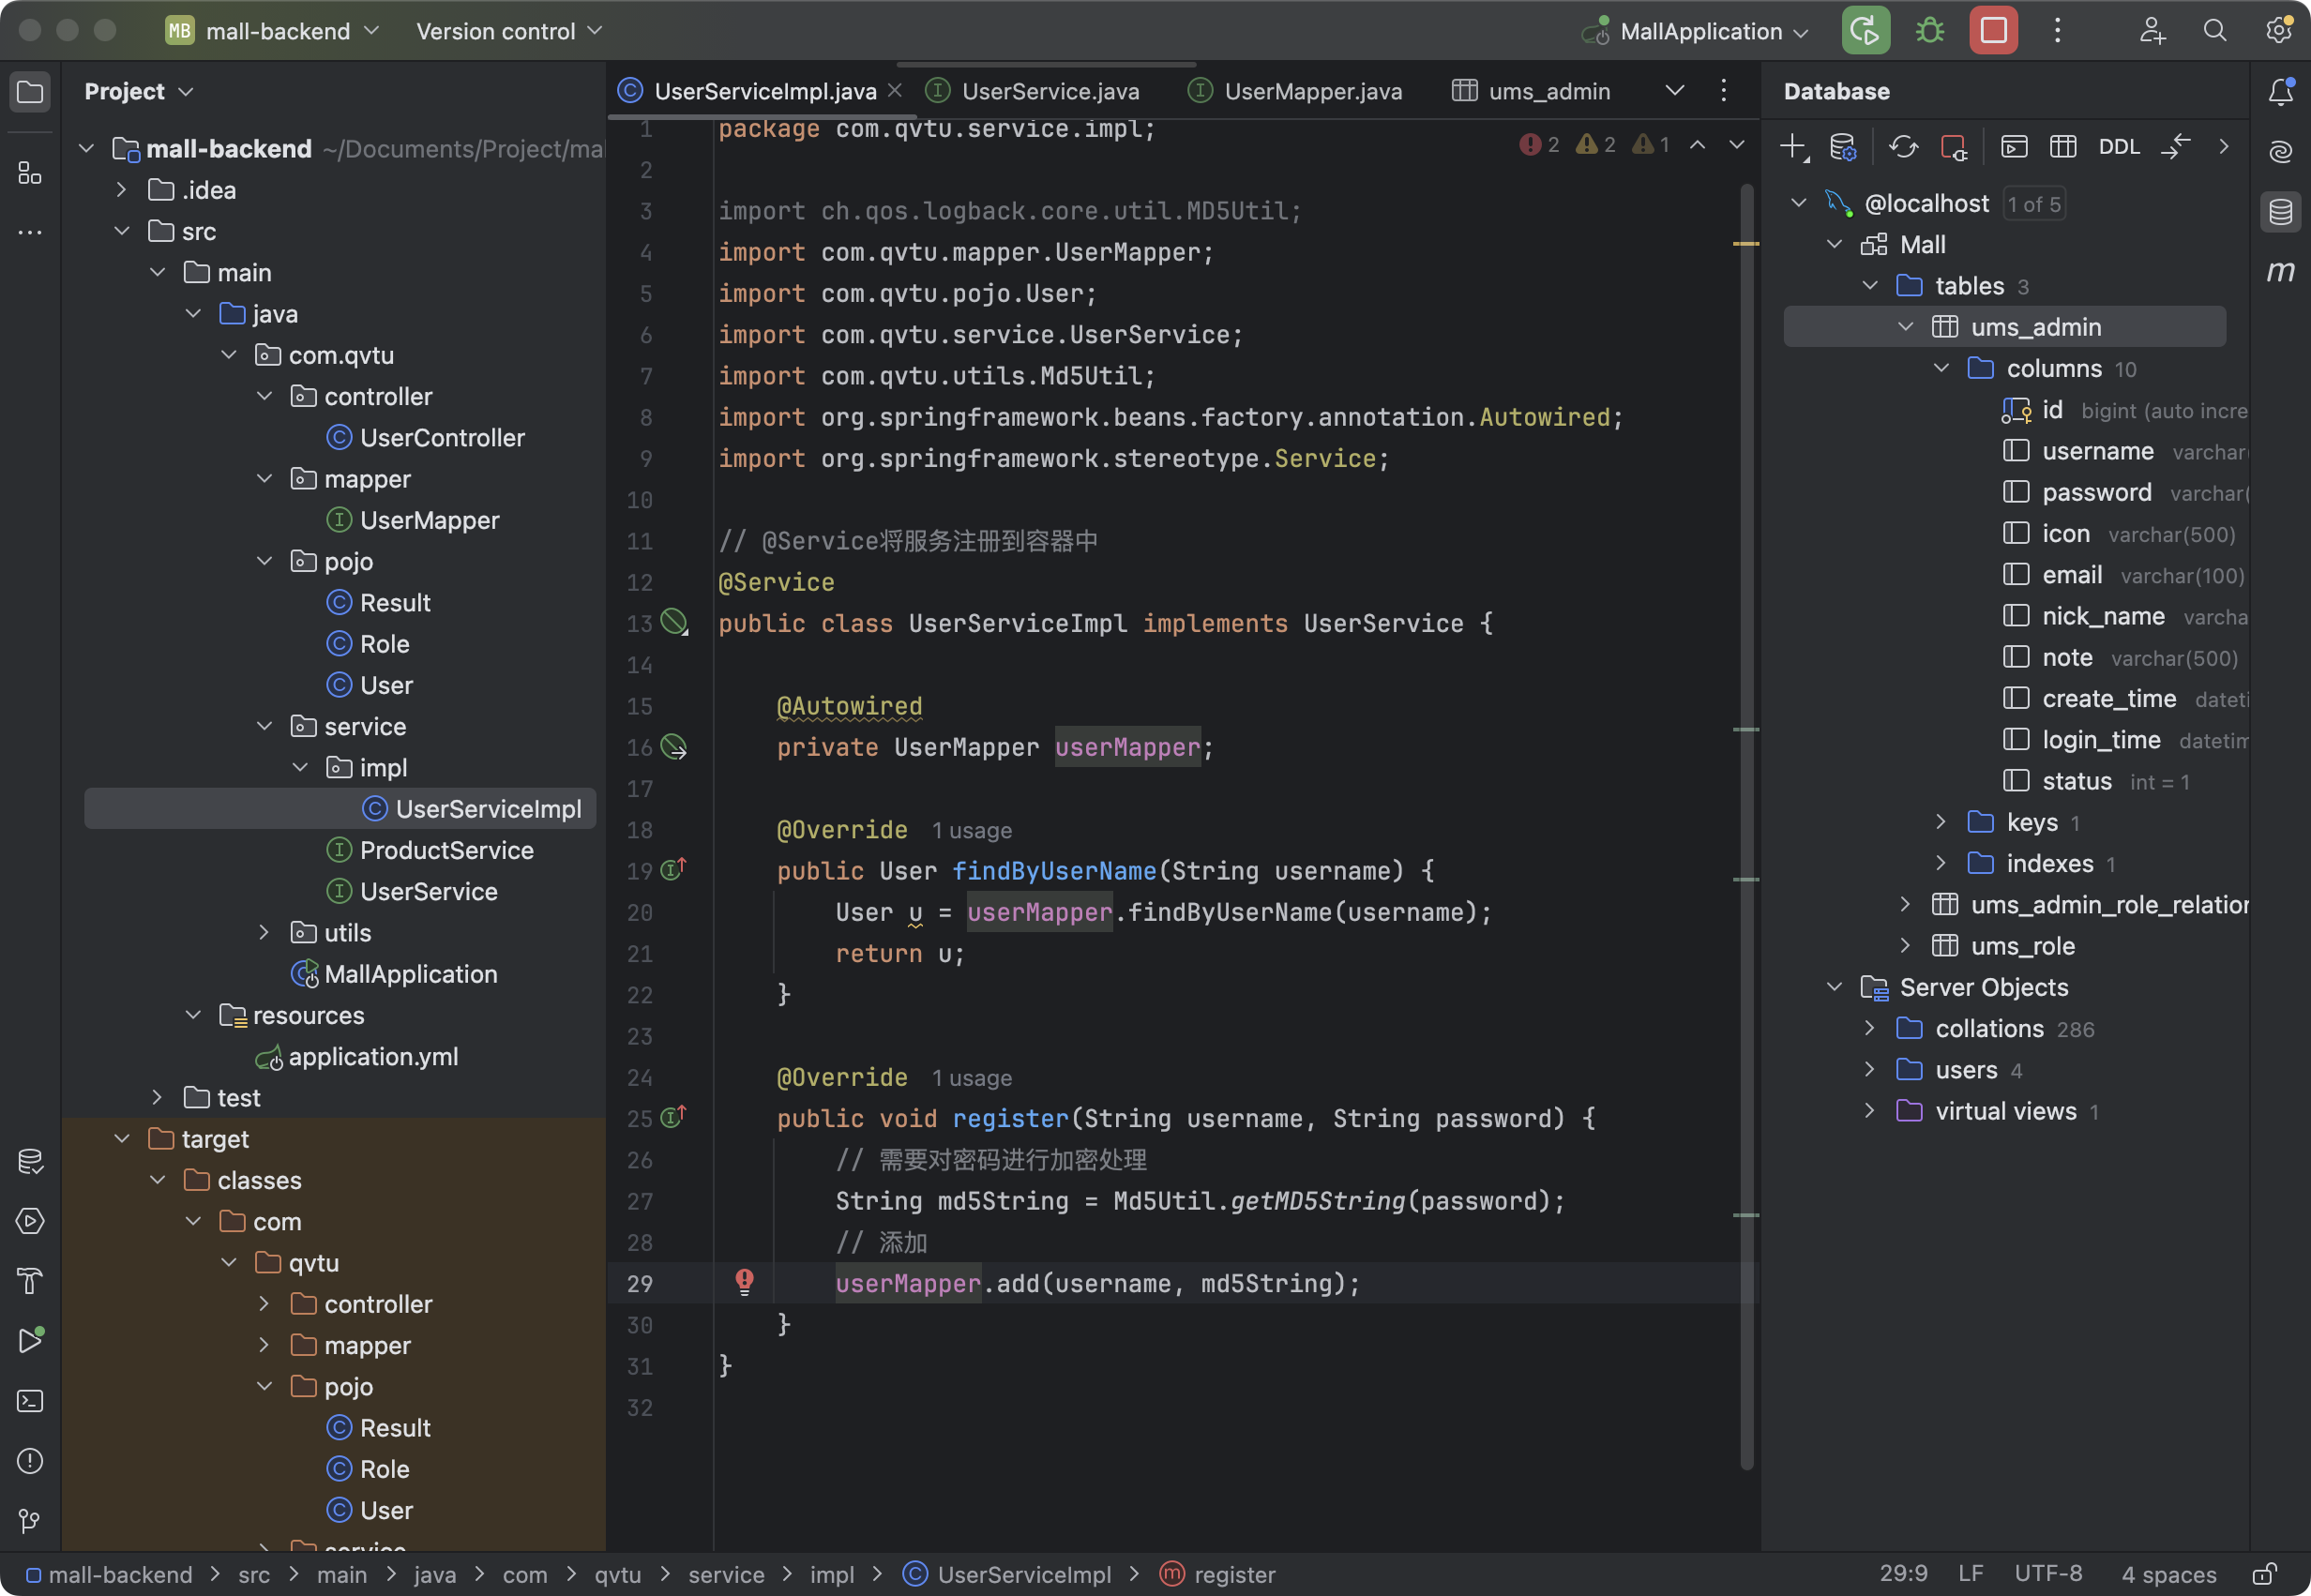 MB mall-backend Version control MallApplication
Project
mall-backend ~/Documents/Project/mal
.idea
src
main
java
com.qvtu
controller
UserController
mapper
UserMapper
pojo
Result
Role
User
service
impl
UserServiceImpl
ProductService
UserService
utils
MallApplication
resources
application.yml
test
target
classes
com
qvtu
controller
mapper
pojo
Result
Role
User
service
UserServiceImpl.java UserService.java UserMapper.java ums_admin
2 2 1
1 package com.qvtu.service.impl;
2
3 import ch.qos.logback.core.util.MD5Util;
4 import com.qvtu.mapper.UserMapper;
5 import com.qvtu.pojo.User;
6 import com.qvtu.service.UserService;
7 import com.qvtu.utils.Md5Util;
8 import org.springframework.beans.factory.annotation.Autowired;
9 import org.springframework.stereotype.Service;
10
11 // @Service将服务注册到容器中
12 @Service
13 public class UserServiceImpl implements UserService {
14
15 @Autowired
16 private UserMapper userMapper;
17
18 @Override 1 usage
19 public User findByUserName(String username) {
20 User u = userMapper.findByUserName(username);
21 return u;
22 }
23
24 @Override 1 usage
25 public void register(String username, String password) {
26 // 需要对密码进行加密处理
27 String md5String = Md5Util.getMD5String(password);
28 // 添加
29 userMapper.add(username, md5String);
30 }
31 }
32
Database
DDL
@localhost 1 of 5
Mall
tables 3
ums_admin
columns 10
id bigint (auto incre
username varchar
password varchar(
icon varchar(500)
email varchar(100)
nick_name varcha
note varchar(500)
create_time dateti
login_time datetim
status int = 1
keys 1
indexes 1
ums_admin_role_relation
ums_role
Server Objects
collations 286
users 4
virtual views 1
m
mall-backend > src > main > java > com > qvtu > service > impl > UserServiceImpl > register
29:9 LF UTF-8 4 spaces